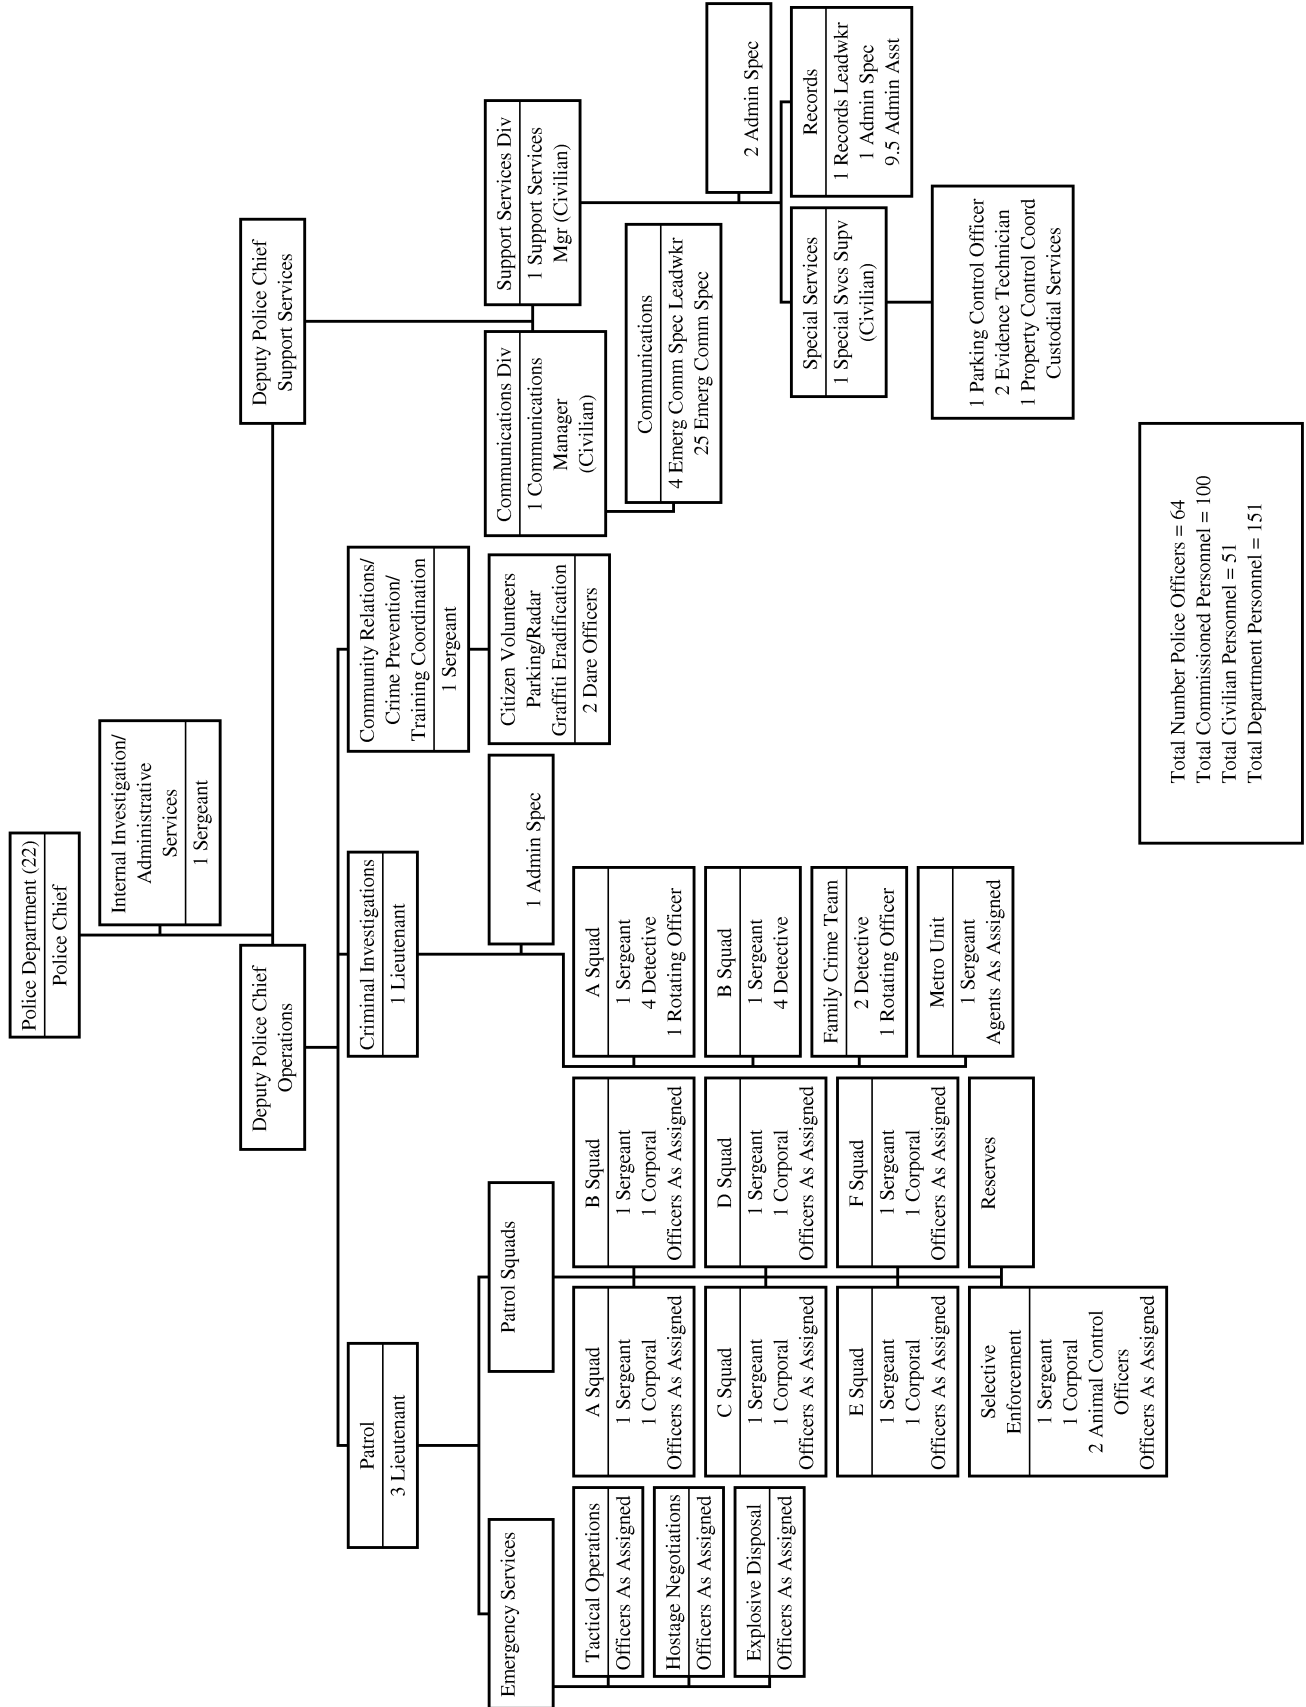 Police Department (22)
Police Chief
Internal Investigation/
Administrative
Services
1 Sergeant
Deputy Police Chief
Operations
Deputy Police Chief
Support Services
Patrol
3 Lieutenant
Criminal Investigations
1 Lieutenant
Community Relations/
Crime Prevention/
Training Coordination
1 Sergeant
Emergency Services
Tactical Operations
Officers As Assigned
Hostage Negotiations
Officers As Assigned
Explosive Disposal
Officers As Assigned
Patrol Squads
A Squad
1 Sergeant
1 Corporal
Officers As Assigned
B Squad
1 Sergeant
1 Corporal
Officers As Assigned
C Squad
1 Sergeant
1 Corporal
Officers As Assigned
D Squad
1 Sergeant
1 Corporal
Officers As Assigned
E Squad
1 Sergeant
1 Corporal
Officers As Assigned
F Squad
1 Sergeant
1 Corporal
Officers As Assigned
Selective
Enforcement
1 Sergeant
1 Corporal
2 Animal Control
Officers
Officers As Assigned
Reserves
1 Admin Spec
A Squad
1 Sergeant
4 Detective
1 Rotating Officer
B Squad
1 Sergeant
4 Detective
Family Crime Team
2 Detective
1 Rotating Officer
Metro Unit
1 Sergeant
Agents As Assigned
Citizen Volunteers
Parking/Radar
Graffiti Eradification
2 Dare Officers
Communications Div
1 Communications
Manager
(Civilian)
Communications
4 Emerg Comm Spec Leadwkr
25 Emerg Comm Spec
Support Services Div
1 Support Services
Mgr (Civilian)
2 Admin Spec
Special Services
1 Special Svcs Supv
(Civilian)
1 Parking Control Officer
2 Evidence Technician
1 Property Control Coord
Custodial Services
Records
1 Records Leadwkr
1 Admin Spec
9.5 Admin Asst
Total Number Police Officers = 64
Total Commissioned Personnel = 100
Total Civilian Personnel = 51
Total Department Personnel = 151